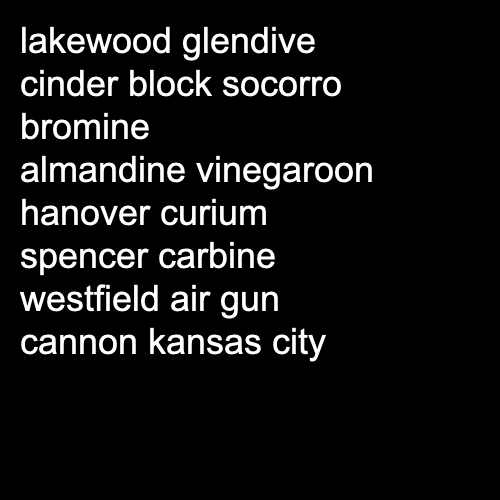 lakewood glendive
cinder block socorro
bromine
almandine vinegaroon
hanover curium
spencer carbine
westfield air gun
cannon kansas city